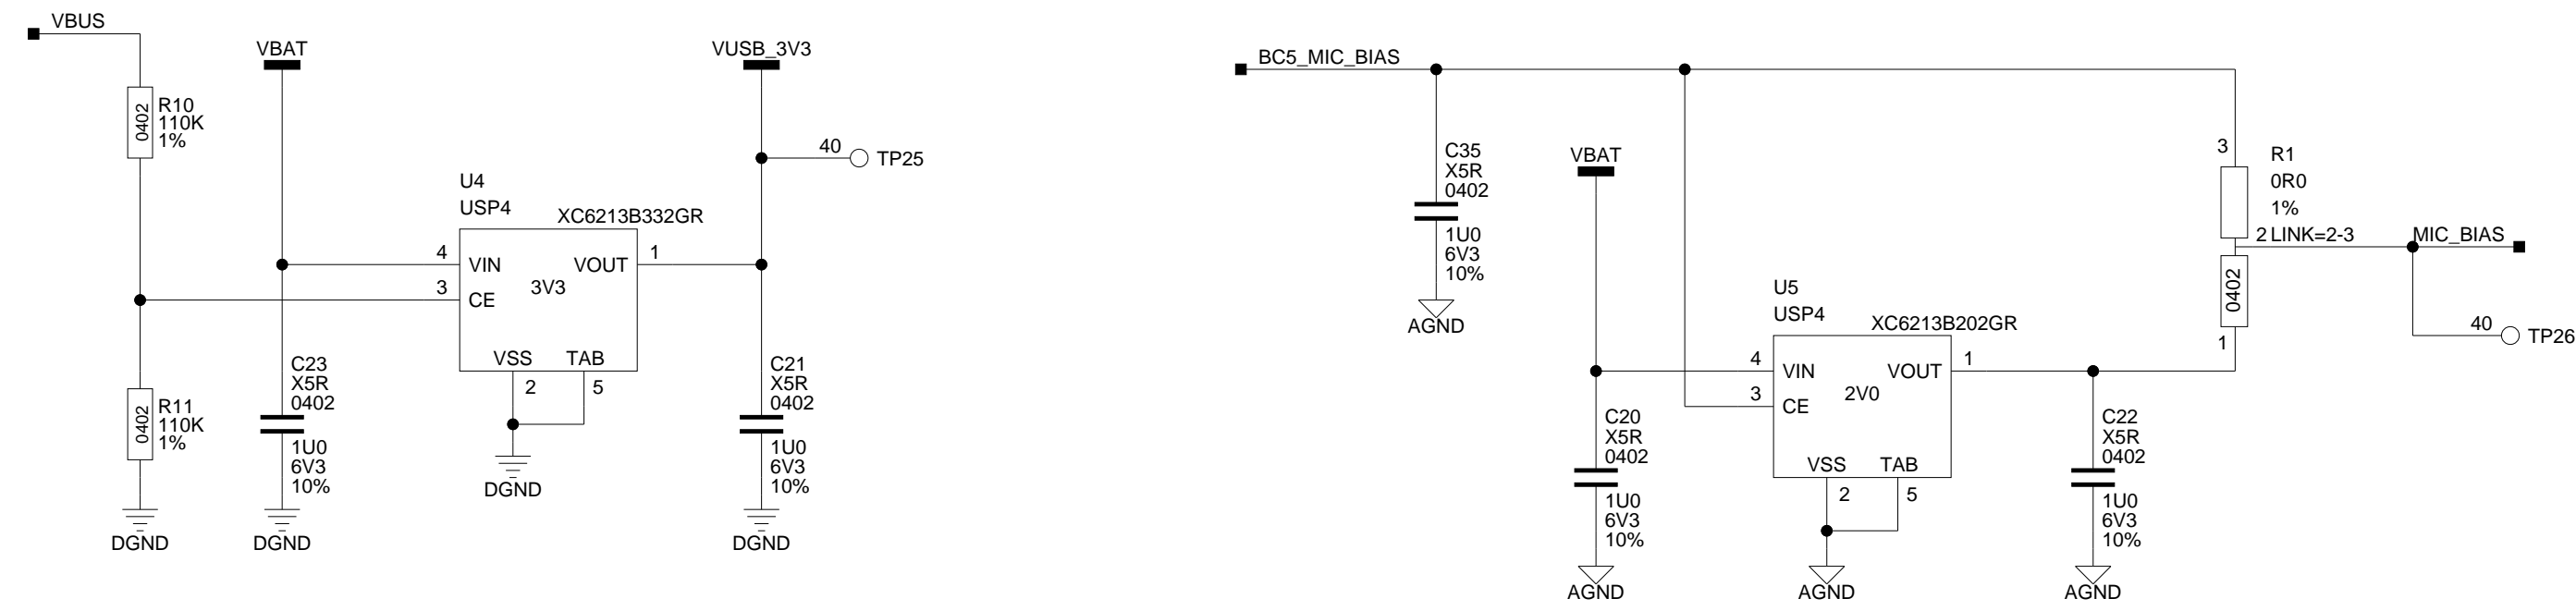 VBUS
VBAT
VUSB_3V3
0402
R10
110K
1%
40
TP25
U4
USP4
XC6213B332GR
4
VIN
VOUT
1
3
CE
3V3
VSS
TAB
2
5
DGND
0402
R11
110K
1%
DGND
C23
X5R
0402
1U0
6V3
10%
DGND
C21
X5R
0402
1U0
6V3
10%
DGND
BC5_MIC_BIAS
C35
X5R
0402
1U0
6V3
10%
AGND
VBAT
3
R1
0R0
1%
2
LINK=2-3
MIC_BIAS
0402
1
40
TP26
U5
USP4
XC6213B202GR
4
VIN
VOUT
1
3
CE
2V0
VSS
TAB
2
5
AGND
C20
X5R
0402
1U0
6V3
10%
AGND
C22
X5R
0402
1U0
6V3
10%
AGND